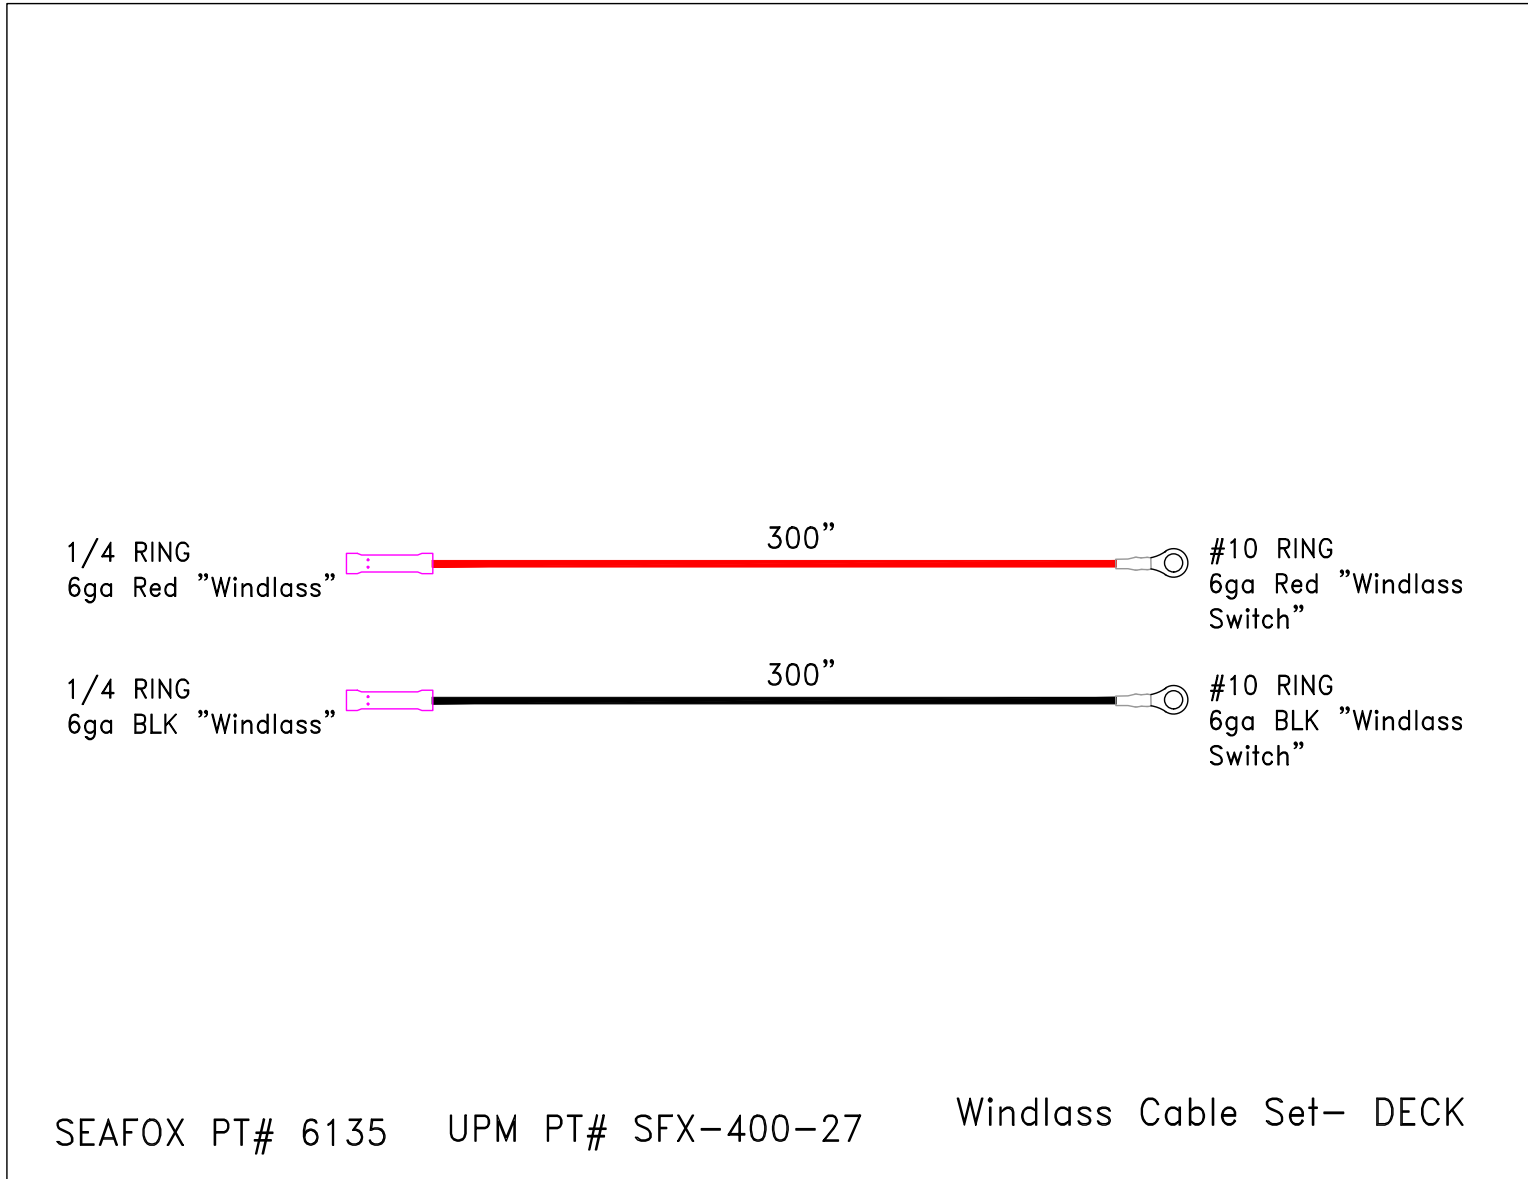 300”
1/4 RING
6ga Red ”Windlass”
#10 RING
6ga Red ”Windlass
Switch”
300”
1/4 RING
6ga BLK ”Windlass”
#10 RING
6ga BLK ”Windlass
Switch”
SEAFOX PT# 6135
UPM PT# SFX-400-27
Windlass Cable Set- DECK